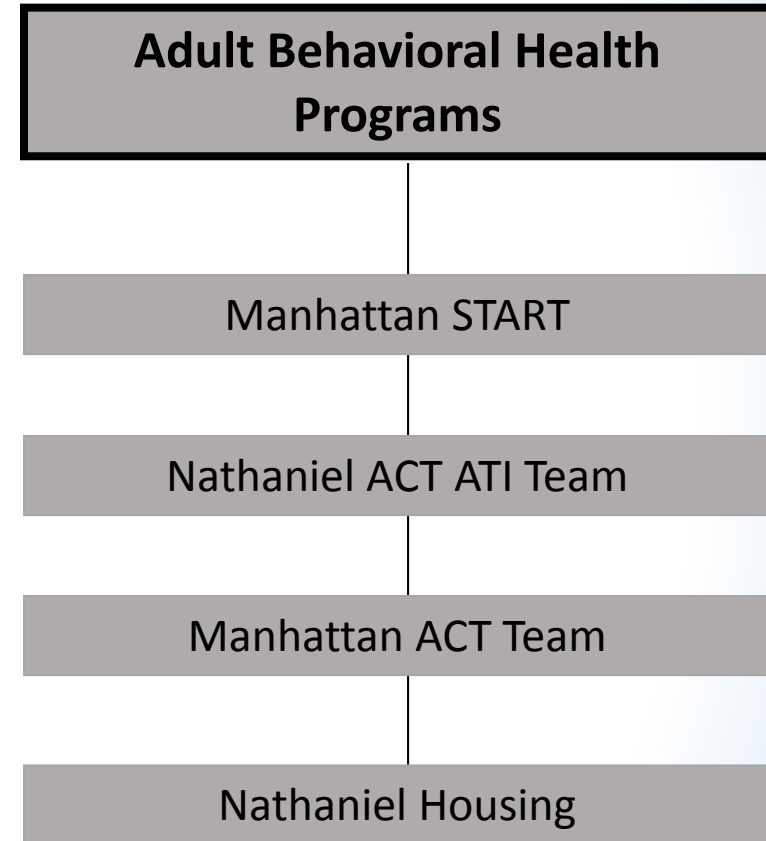 Adult Behavioral Health
Programs
Manhattan START
Nathaniel ACT ATI Team
Manhattan ACT Team
Nathaniel Housing